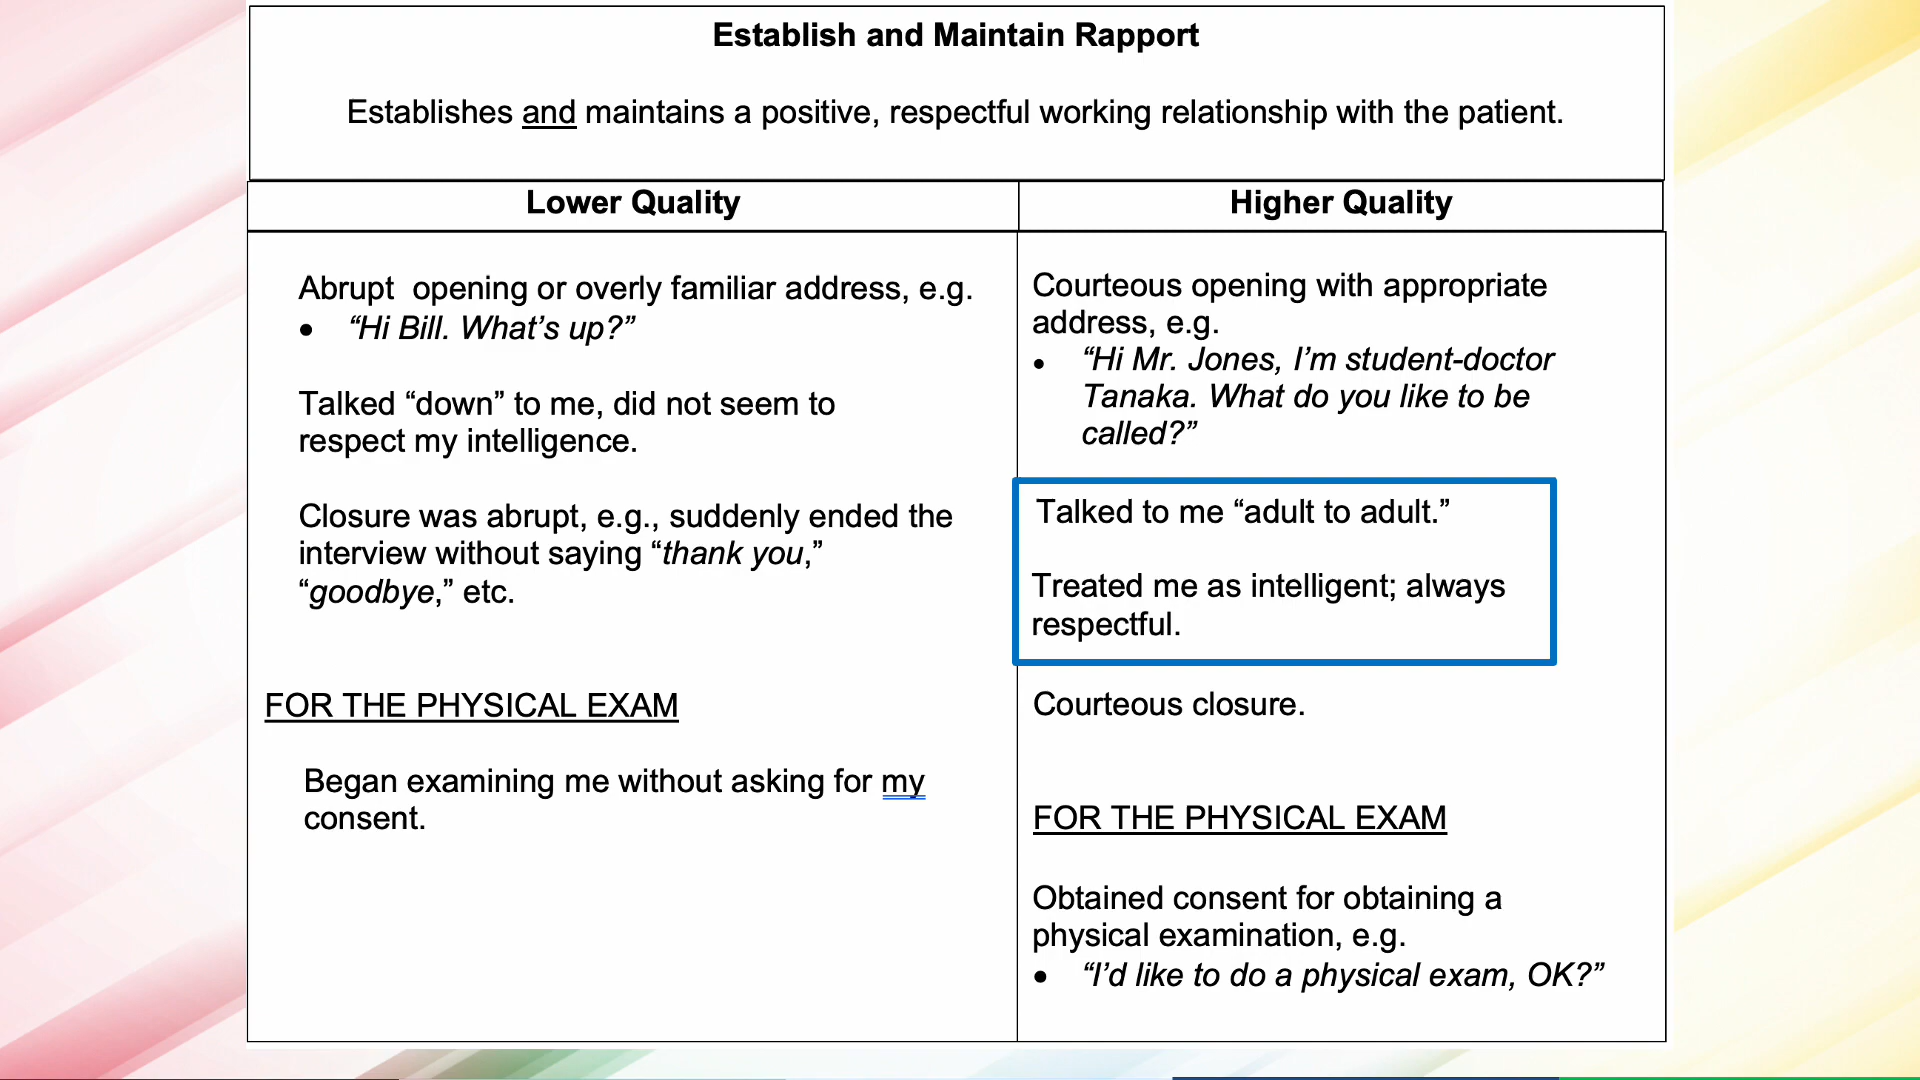 Establish and Maintain Rapport
Establishes and maintains a positive, respectful working relationship with the patient.
Lower Quality
Abrupt  opening or overly familiar address, e.g.
• “Hi Bill. What’s up?”
Talked “down” to me, did not seem to
respect my intelligence.
Closure was abrupt, e.g., suddenly ended the
interview without saying “thank you,”
“goodbye,” etc.
FOR THE PHYSICAL EXAM
Began examining me without asking for my
consent.
Higher Quality
Courteous opening with appropriate
address, e.g.
• “Hi Mr. Jones, I’m student-doctor
Tanaka. What do you like to be
called?”
Talked to me “adult to adult.”
Treated me as intelligent; always
respectful.
Courteous closure.
FOR THE PHYSICAL EXAM
Obtained consent for obtaining a
physical examination, e.g.
• “I’d like to do a physical exam, OK?”